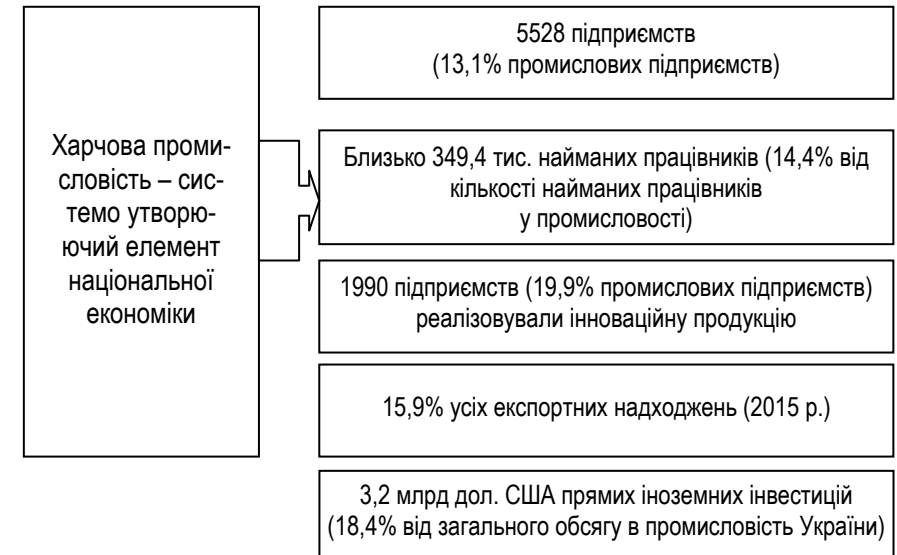 Харчова проми-
словість – сис-
темо утворю-
ючий елемент
національної
економіки
5528 підприємств
(13,1% промислових підприємств)
Близько 349,4 тис. найманих працівників (14,4% від
кількості найманих працівників
у промисловості)
1990 підприємств (19,9% промислових підприємств)
реалізовували інноваційну продукцію
15,9% усіх експортних надходжень (2015 р.)
3,2 млрд дол. США прямих іноземних інвестицій
(18,4% від загального обсягу в промисловість України)